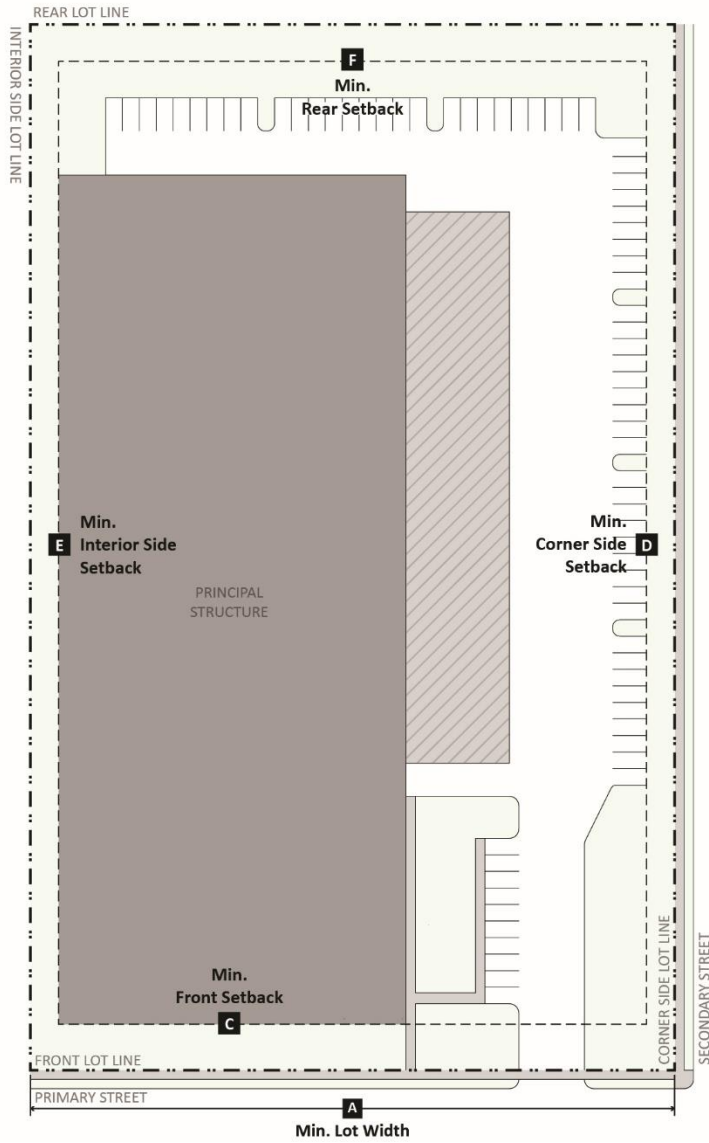 REAR LOT LINE
INTERIOR SIDE LOT LINE
F
Min.
Rear Setback
E
Min.
Interior Side
Setback
Min.
Corner Side
Setback
D
PRINCIPAL
STRUCTURE
Min.
Front Setback
C
CORNER SIDE LOT LINE
SECONDARY STREET
FRONT LOT LINE
PRIMARY STREET
A
Min. Lot Width